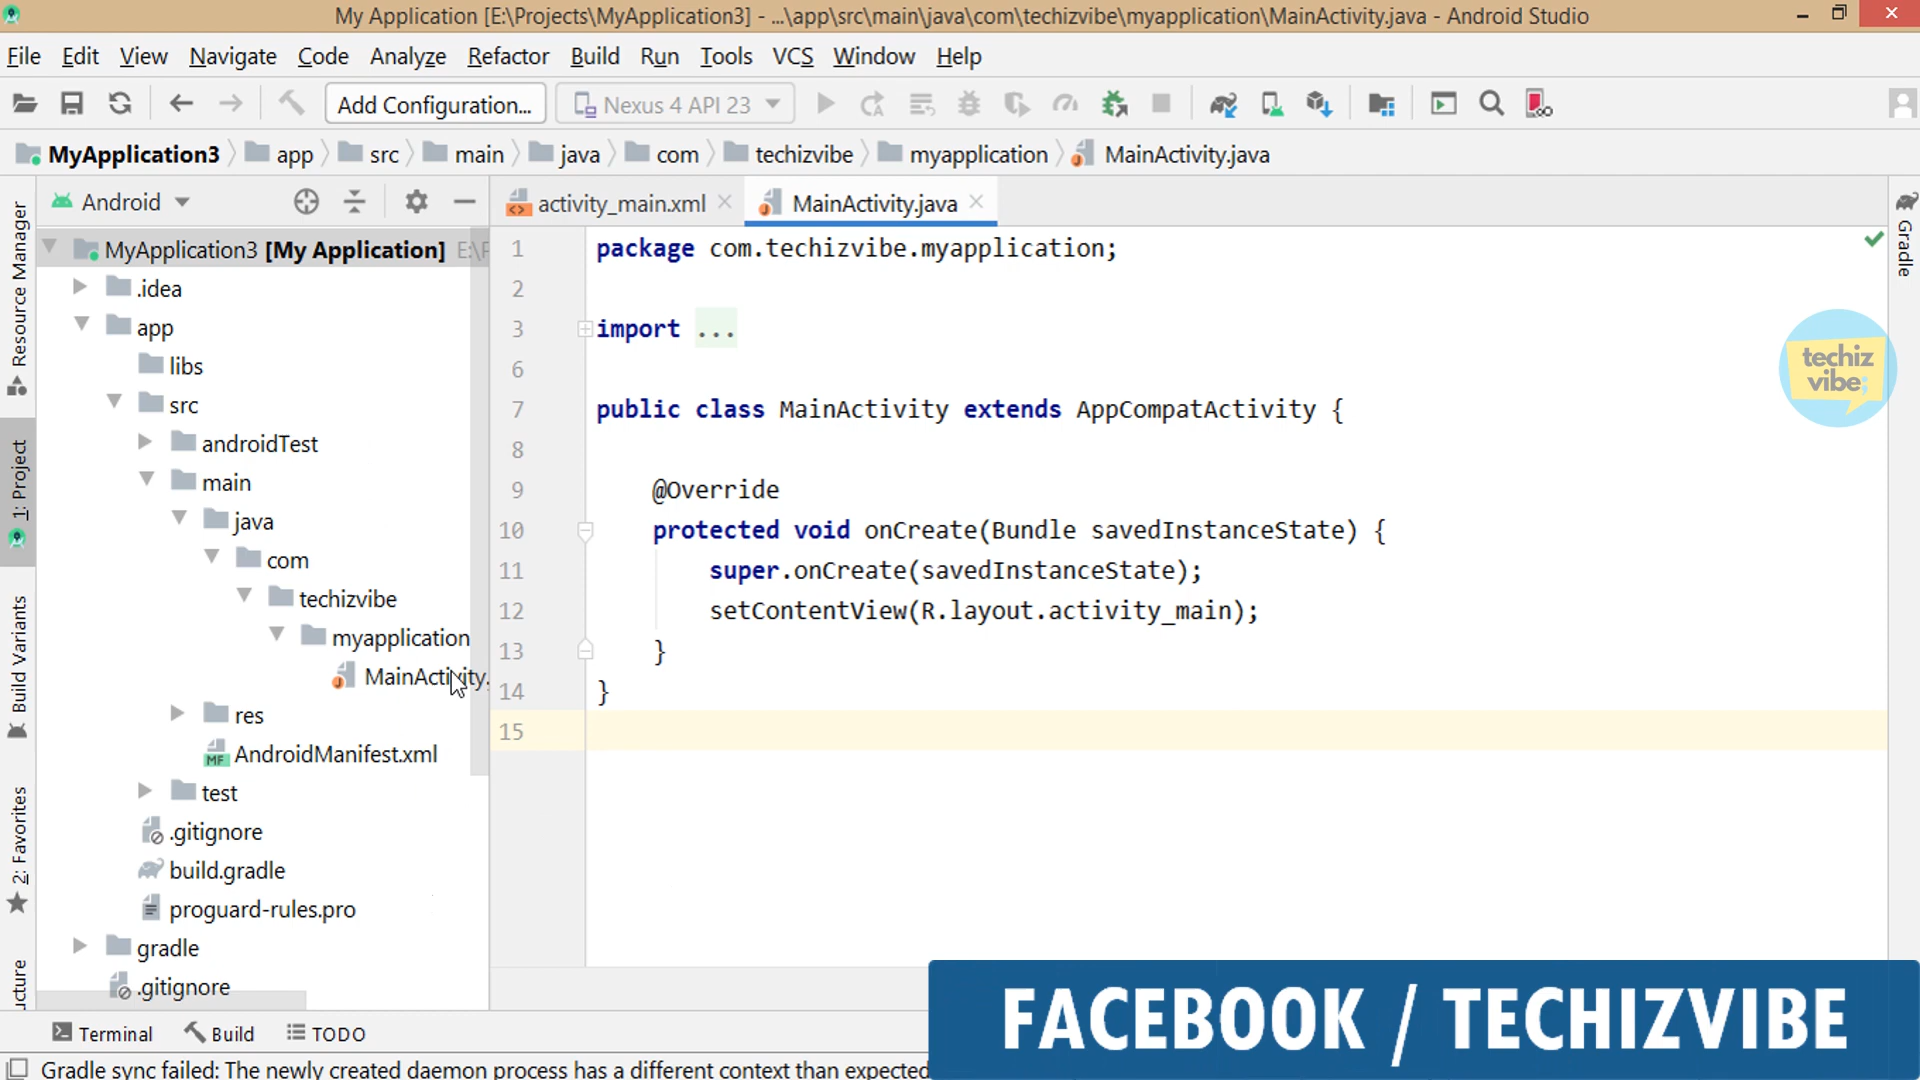 My Application [E:\Projects\MyApplication3] - ...\app\src\main\java\com\techizvibe\myapplication\MainActivity.java - Android Studio
File Edit View Navigate Code Analyze Refactor Build Run Tools VCS Window Help
Add Configuration... Nexus 4 API 23
MyApplication3 app src main java com techizvibe myapplication MainActivity.java
Android
activity_main.xml MainActivity.java
Resource Manager
1: Project
Build Variants
2: Favorites
Gradle
MyApplication3 [My Application]
.idea
app
libs
src
androidTest
main
java
com
techizvibe
myapplication
MainActivity.
res
MF AndroidManifest.xml
test
.gitignore
build.gradle
proguard-rules.pro
gradle
.gitignore
1 package com.techizvibe.myapplication;
2
3 import ...
6
7 public class MainActivity extends AppCompatActivity {
8
9 @Override
10 protected void onCreate(Bundle savedInstanceState) {
11 super.onCreate(savedInstanceState);
12 setContentView(R.layout.activity_main);
13 }
14 }
15
techiz
vibe;
Terminal Build TODO
Gradle sync failed: The newly created daemon process has a different context than expected
FACEBOOK / TECHIZVIBE